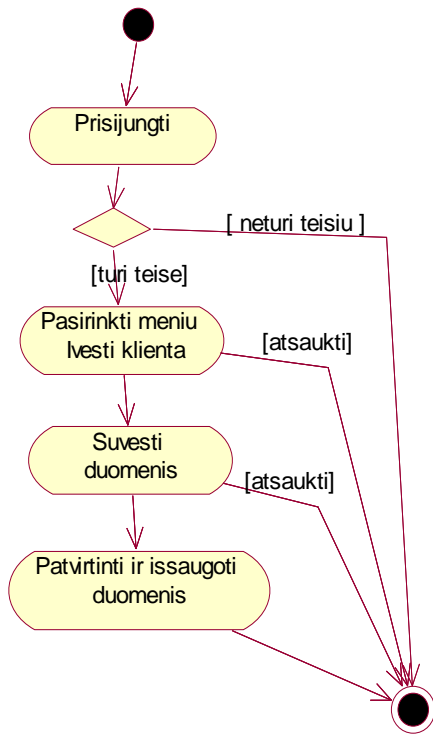 Prisijungti
[ neturi teisiu ]
[turi teise]
Pasirinkti meniu
Ivesti klienta
[atsaukti]
Suvesti
duomenis
[atsaukti]
Patvirtinti ir issaugoti
duomenis